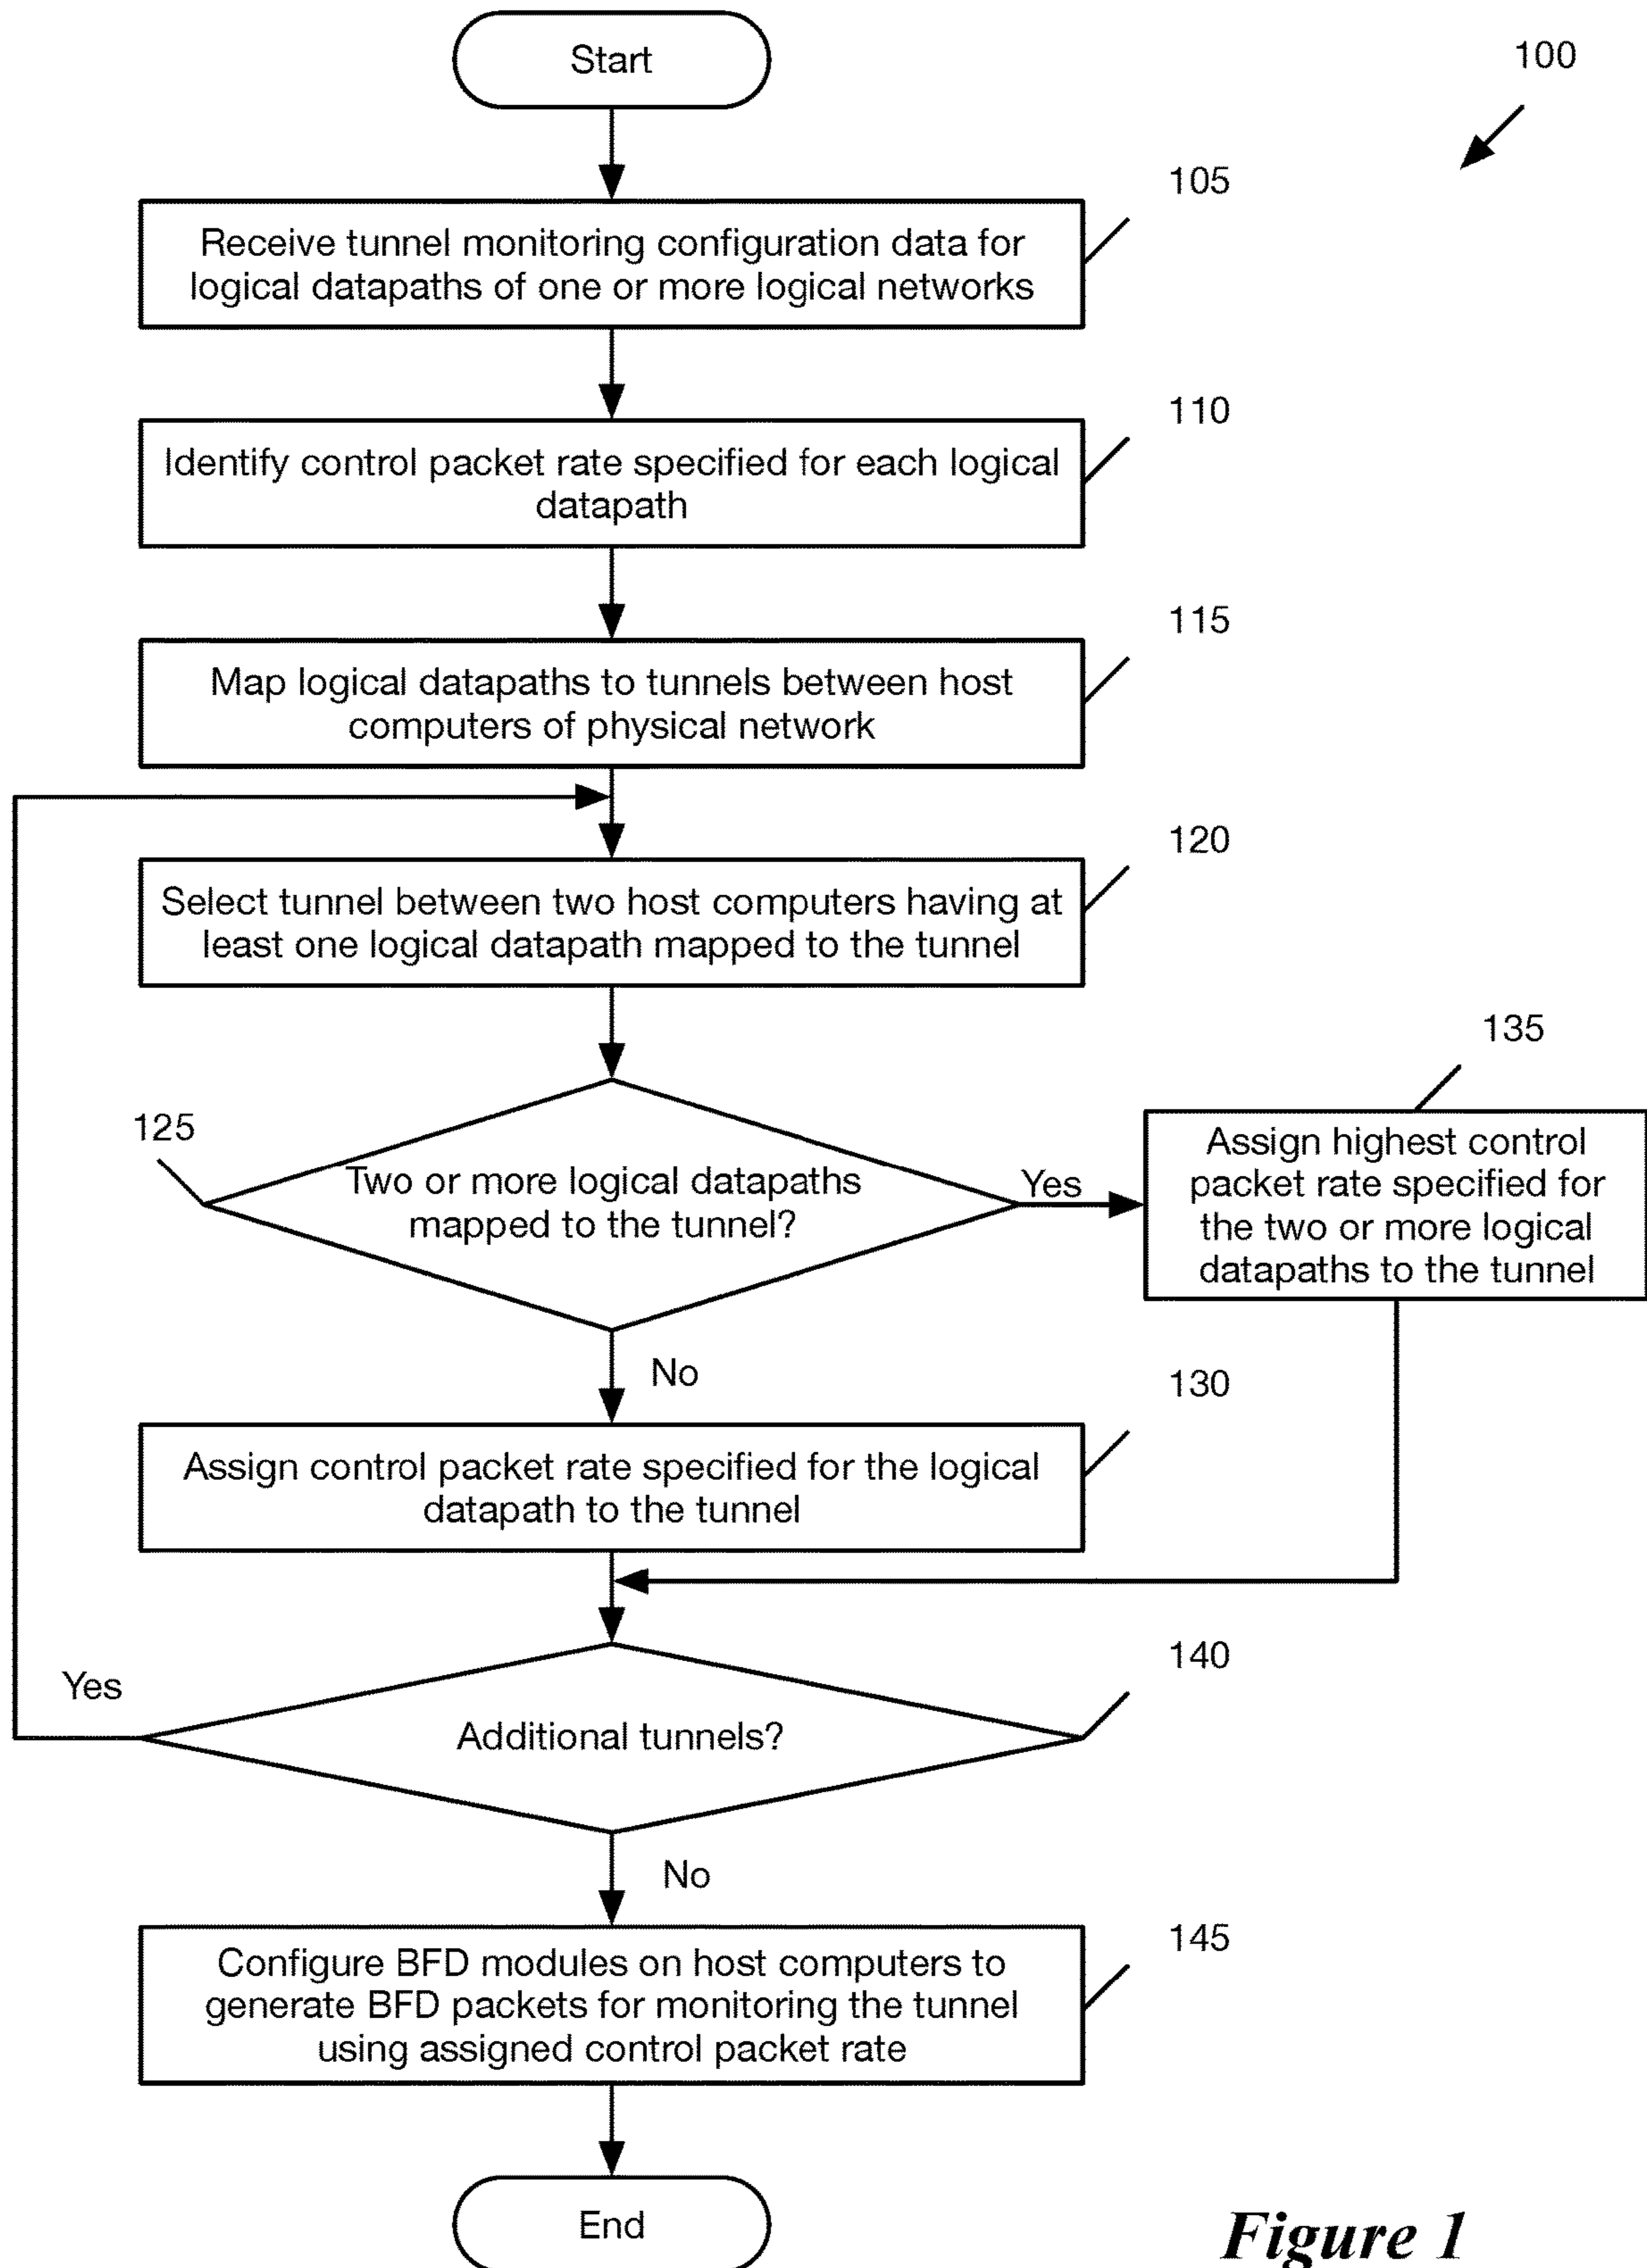 Start
100
105
Receive tunnel monitoring configuration data for
logical datapaths of one or more logical networks
110
Identify control packet rate specified for each logical
datapath
115
Map logical datapaths to tunnels between host
computers of physical network
120
Select tunnel between two host computers having at
least one logical datapath mapped to the tunnel
125
Two or more logical datapaths
mapped to the tunnel?
Yes
135
Assign highest control
packet rate specified for
the two or more logical
datapaths to the tunnel
No
130
Assign control packet rate specified for the logical
datapath to the tunnel
140
Yes
Additional tunnels?
No
145
Configure BFD modules on host computers to
generate BFD packets for monitoring the tunnel
using assigned control packet rate
End
Figure 1